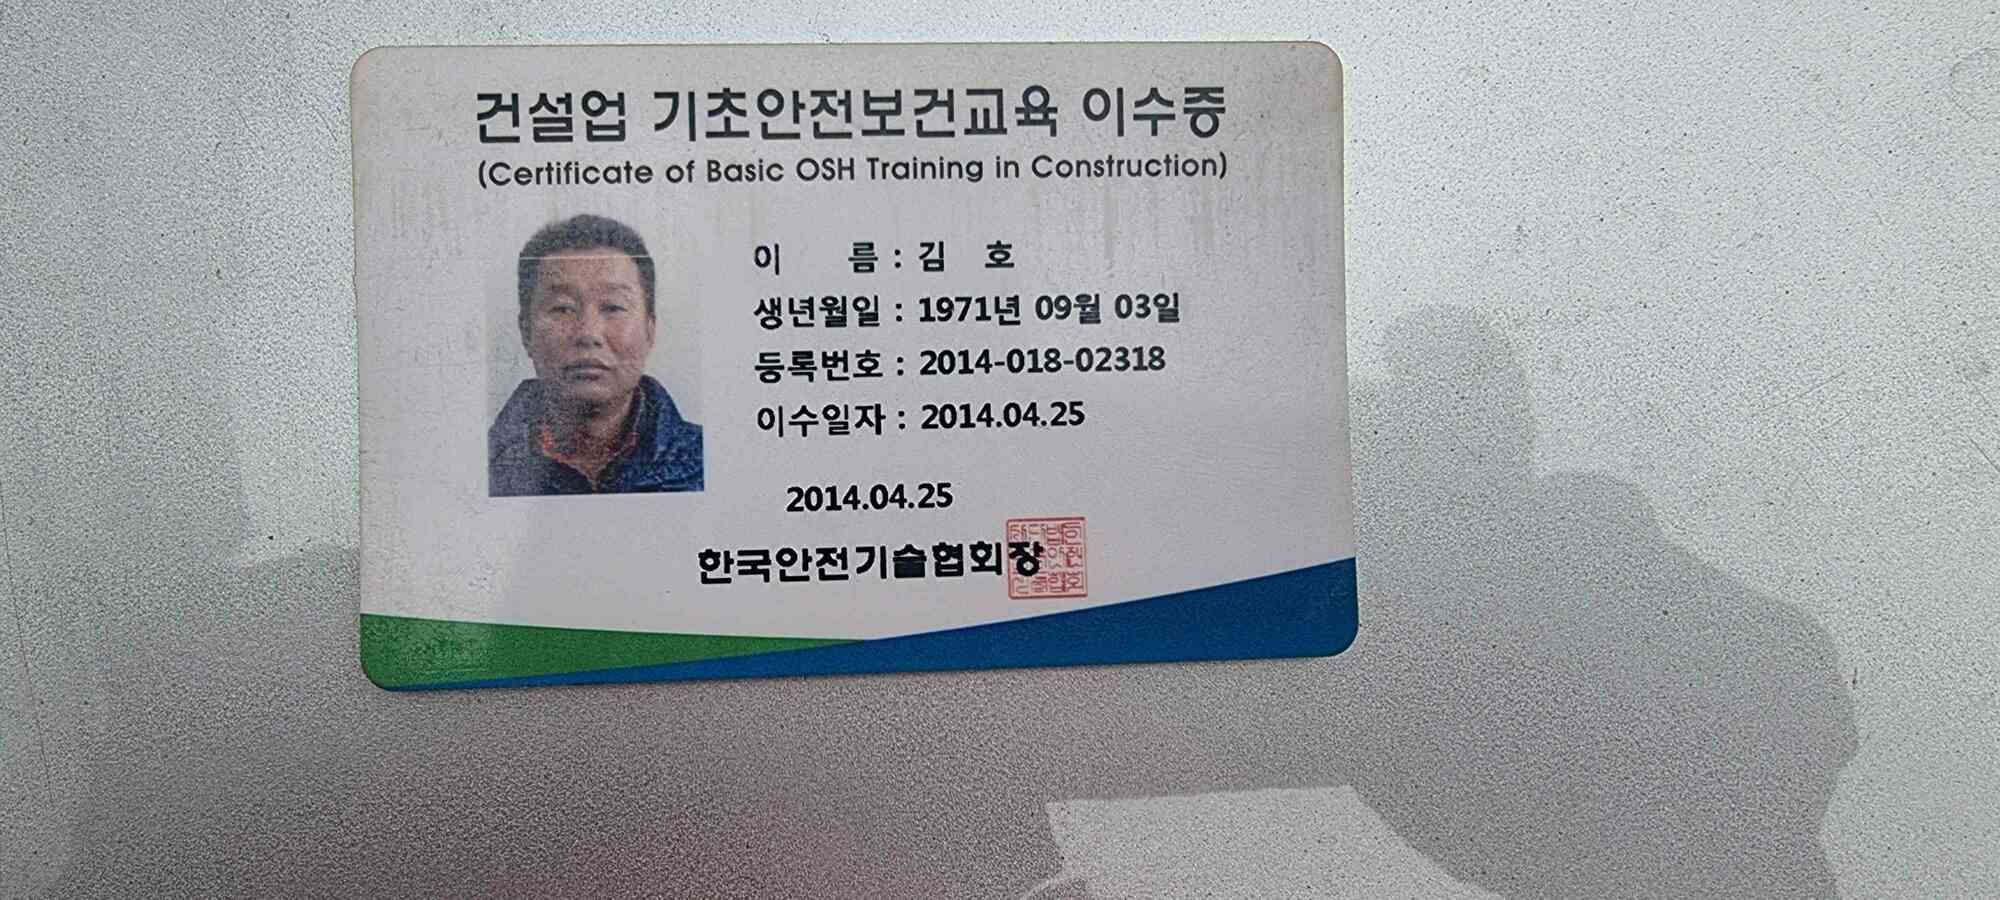 건설업 기초안전보건교육 이수증
(Certificate of Basic OSH Training in Construction)
이 름 : 김 호
생년월일 : 1971년 09월 03일
등록번호 : 2014-018-02318
이수일자 : 2014.04.25
2014.04.25
한국안전기술협회장